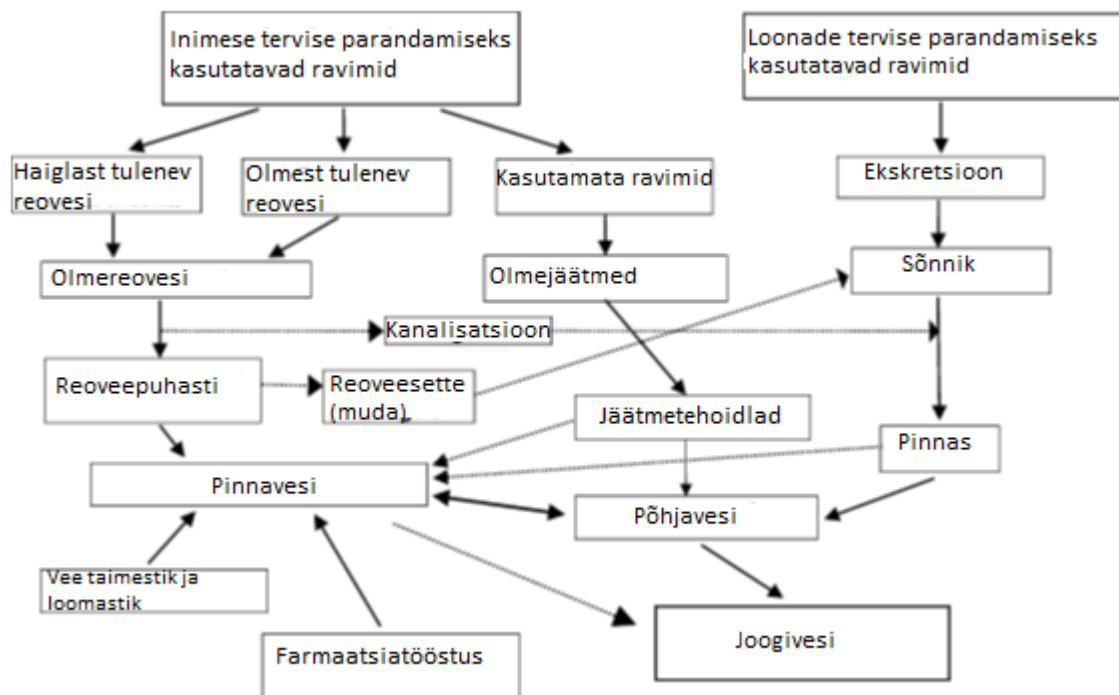 Inimese tervise parandamiseks
kasutatavad ravimid
Loonade tervise parandamiseks
kasutatavad ravimid
Haiglast tulenev
reovesi
Olmest tulenev
reovesi
Kasutamata ravimid
Ekskretsioon
Olmereovesi
Olmejäätmed
Sõnnik
Kanalisatsioon
Reoveepuhasti
Reoveesette
(muda)
Jäätmetehoidlad
Pinnas
Pinnavesi
Põhjavesi
Vee taimestik ja
loomastik
Farmaatsiatööstus
Joogivesi